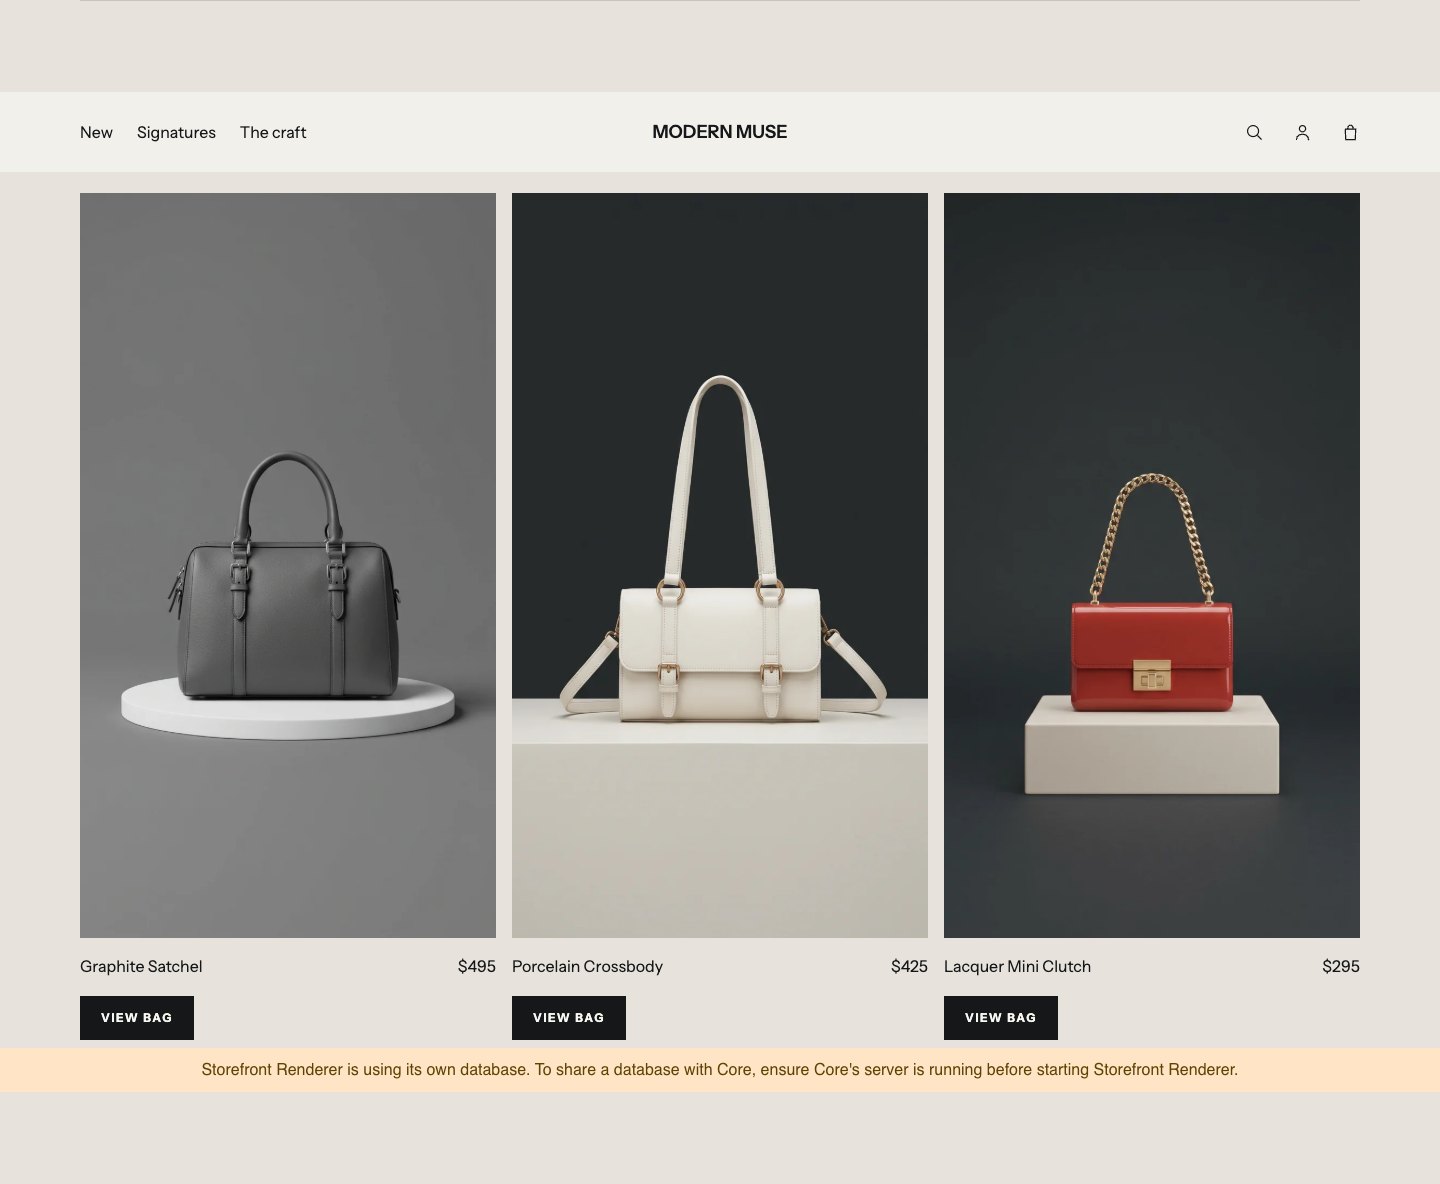 New Signatures The craft MODERN MUSE
Graphite Satchel $495 Porcelain Crossbody $425 Lacquer Mini Clutch $295
VIEW BAG VIEW BAG VIEW BAG
Storefront Renderer is using its own database. To share a database with Core, ensure Core's server is running before starting Storefront Renderer.